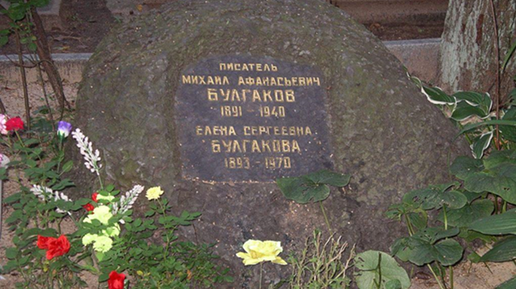 ПИСАТЕЛЬ
МИХАИЛ АФАНАСЬЕВИЧ
БУЛГАКОВ
1891 – 1940
ЕЛЕНА СЕРГЕЕВНА
БУЛГАКОВА
1893 – 1970